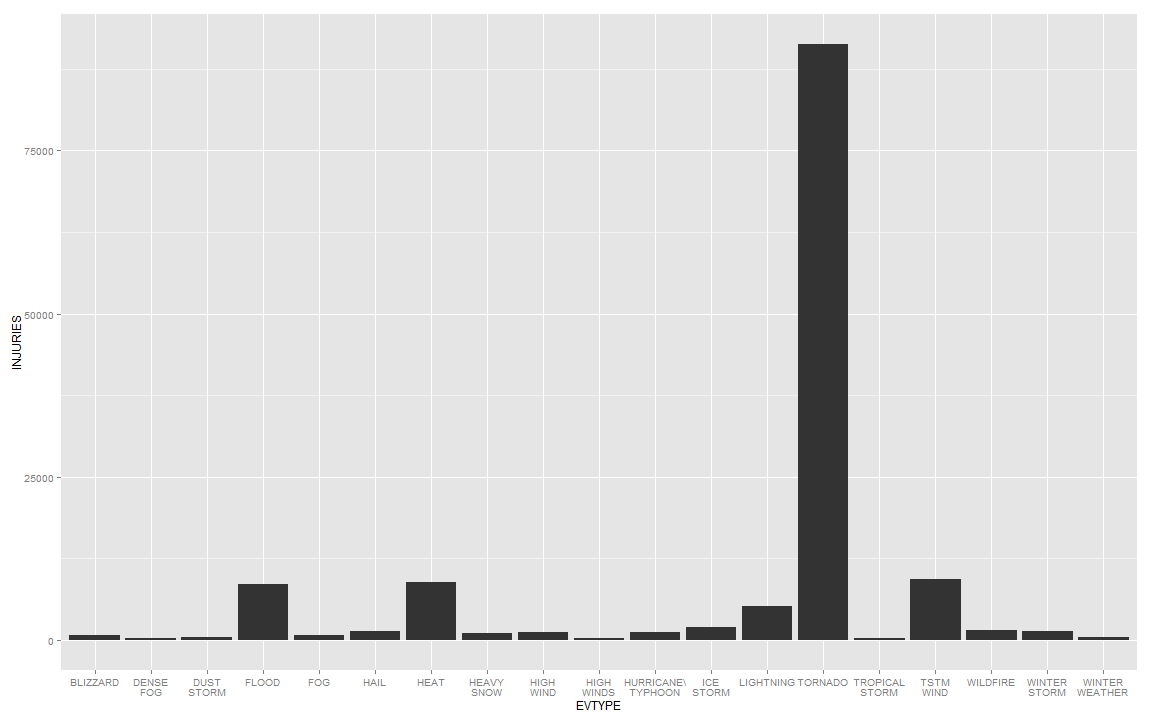 INJURIES
75000
50000
25000
0
BLIZZARD
DENSE
FOG
DUST
STORM
FLOOD
FOG
HAIL
HEAT
HEAVY
SNOW
HIGH
WIND
HIGH
WINDS
HURRICANE\
TYPHOON
ICE
STORM
LIGHTNING
TORNADO
TROPICAL
STORM
TSTM
WIND
WILDFIRE
WINTER
STORM
WINTER
WEATHER
EVTYPE